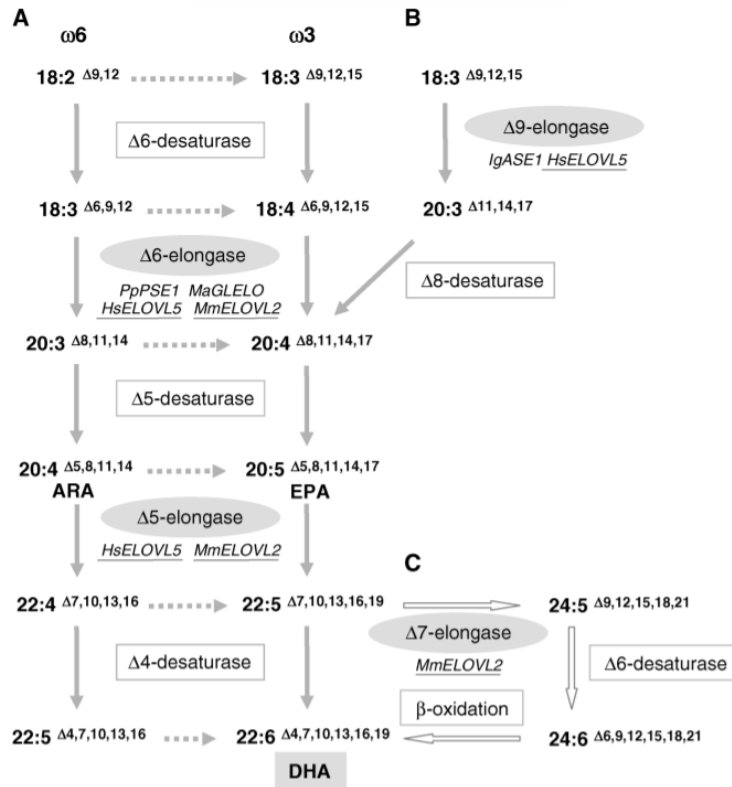 A
B
ω6
ω3
18:2 Δ9,12
18:3 Δ9,12,15
18:3 Δ9,12,15
Δ6-desaturase
Δ9-elongase
IgASE1 HsELOVL5
18:3 Δ6,9,12
18:4 Δ6,9,12,15
20:3 Δ11,14,17
Δ6-elongase
PpPSE1 MaGLELO
HsELOVL5 MmELOVL2
Δ8-desaturase
20:3 Δ8,11,14
20:4 Δ8,11,14,17
Δ5-desaturase
20:4 Δ5,8,11,14
20:5 Δ5,8,11,14,17
ARA
EPA
Δ5-elongase
HsELOVL5 MmELOVL2
C
22:4 Δ7,10,13,16
22:5 Δ7,10,13,16,19
24:5 Δ9,12,15,18,21
Δ7-elongase
MmELOVL2
Δ4-desaturase
Δ6-desaturase
β-oxidation
22:5 Δ4,7,10,13,16
22:6 Δ4,7,10,13,16,19
24:6 Δ6,9,12,15,18,21
DHA